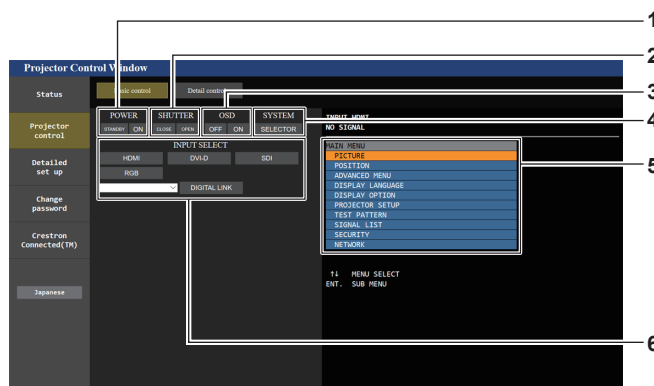 1
2
3
4
5
6
Projector Control Window
Status
Projector
control
Detailed
set up
Change
password
Crestron
Connected(TM)
Japanese
Basic control
Detail control
POWER
STANDBY ON
SHUTTER
CLOSE OPEN
OSD
OFF ON
SYSTEM
SELECTOR
INPUT SELECT
HDMI DVI-D SDI
RGB
DIGITAL LINK
INPUT HDMI
NO SIGNAL
MAIN MENU
PICTURE
POSITION
ADVANCED MENU
DISPLAY LANGUAGE
DISPLAY OPTION
PROJECTOR SETUP
TEST PATTERN
SIGNAL LIST
SECURITY
NETWORK
↑↓ MENU SELECT
ENT. SUB MENU